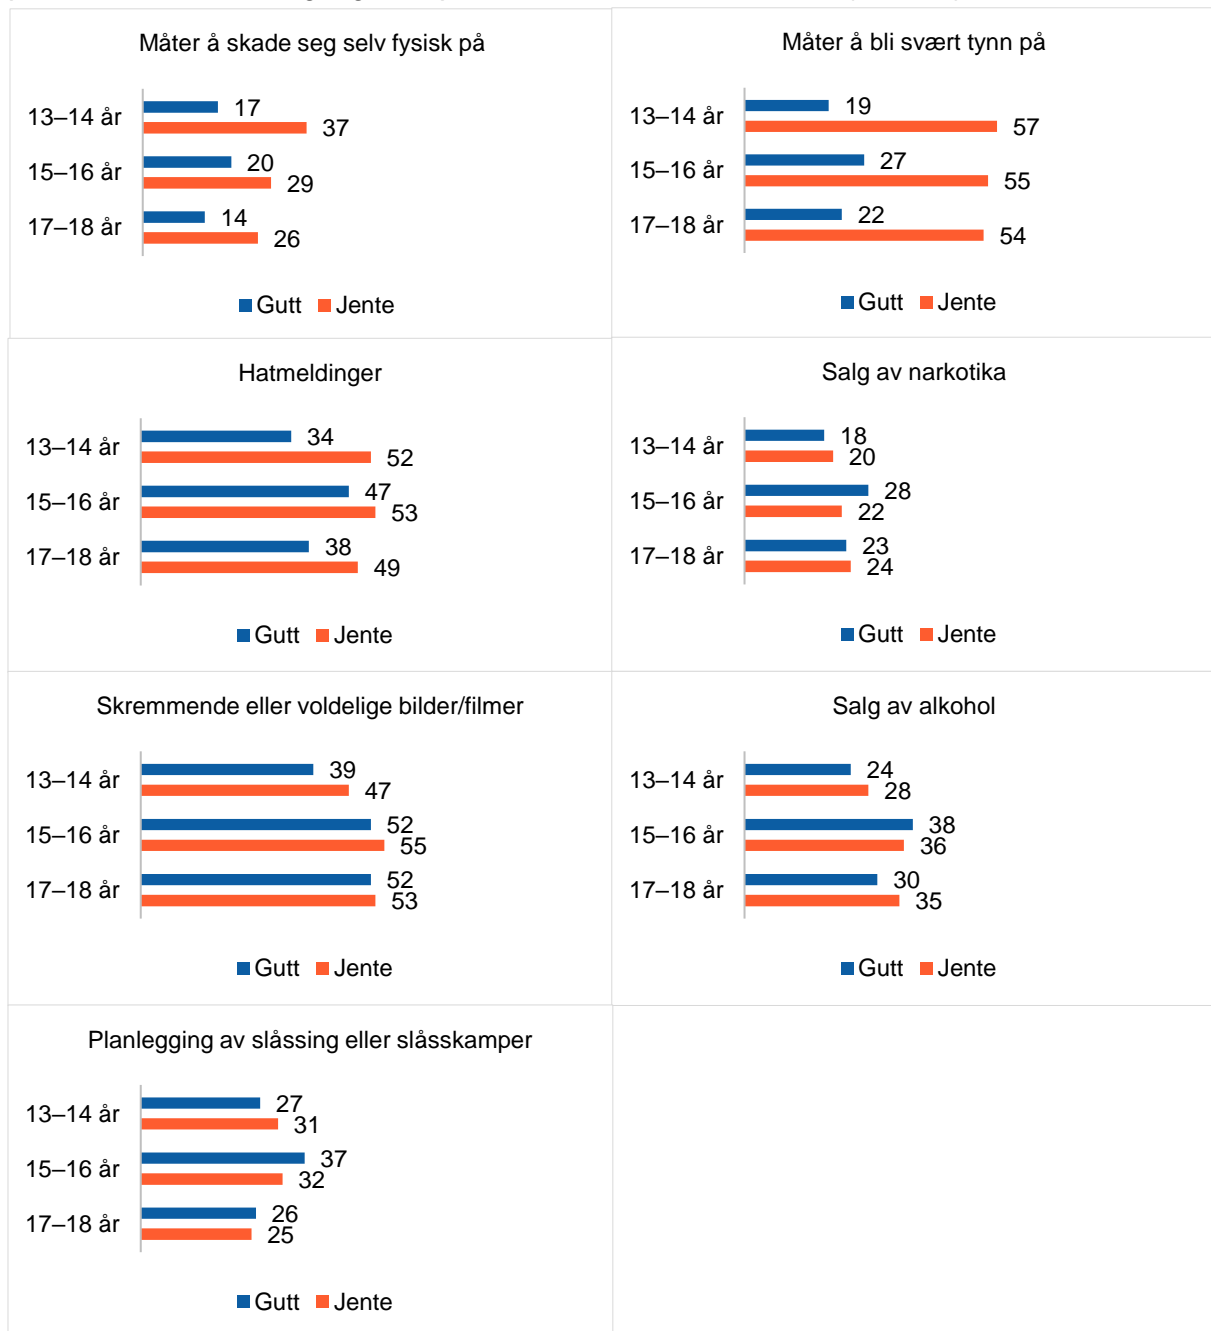 Måter å skade seg selv fysisk på
13–14 år
17
37
15–16 år
20
29
17–18 år
14
26
Gutt Jente
Måter å bli svært tynn på
13–14 år
19
57
15–16 år
27
55
17–18 år
22
54
Gutt Jente
Hatmeldinger
13–14 år
34
52
15–16 år
47
53
17–18 år
38
49
Gutt Jente
Salg av narkotika
13–14 år
18
20
15–16 år
28
22
17–18 år
23
24
Gutt Jente
Skremmende eller voldelige bilder/filmer
13–14 år
39
47
15–16 år
52
55
17–18 år
52
53
Gutt Jente
Salg av alkohol
13–14 år
24
28
15–16 år
38
36
17–18 år
30
35
Gutt Jente
Planlegging av slåssing eller slåsskamper
13–14 år
27
31
15–16 år
37
32
17–18 år
26
25
Gutt Jente